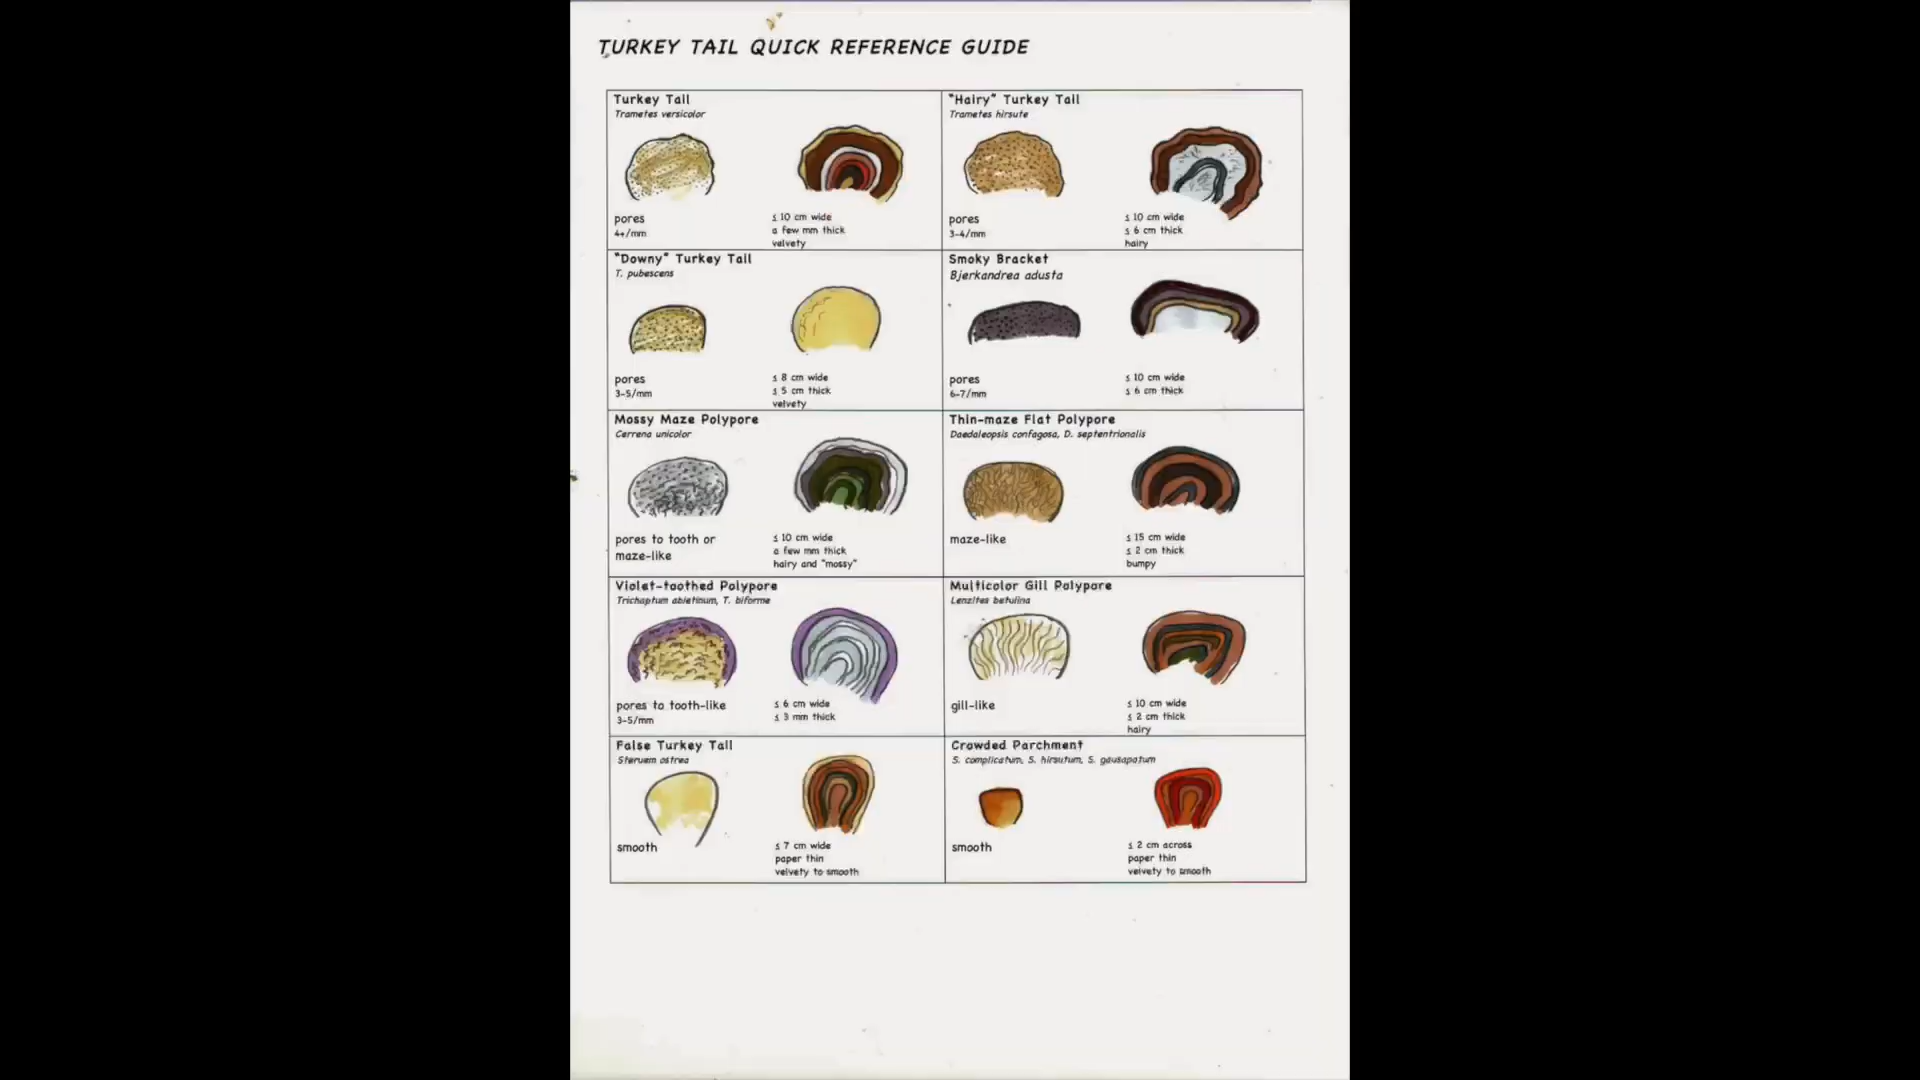 TURKEY TAIL QUICK REFERENCE GUIDE
Turkey Tail
Trametes versicolor
pores
4+/mm
≤ 10 cm wide
a few mm thick
velvety
"Hairy" Turkey Tail
Trametes hirsute
pores
3-4/mm
≤ 10 cm wide
≤ 6 cm thick
hairy
"Downy" Turkey Tail
T. pubescens
pores
3-5/mm
≤ 8 cm wide
≤ 5 cm thick
velvety
Smoky Bracket
Bjerkandrea adusta
pores
6-7/mm
≤ 10 cm wide
≤ 6 cm thick
Mossy Maze Polypore
Cerrena unicolor
pores to tooth or
maze-like
≤ 10 cm wide
a few mm thick
hairy and "mossy"
Thin-maze Flat Polypore
Daedaleopsis confagosa, D. septentrionalis
maze-like
≤ 15 cm wide
≤ 2 cm thick
bumpy
Violet-toothed Polypore
Trichaptum abietinum, T. biforme
pores to tooth-like
3-5/mm
≤ 6 cm wide
≤ 3 mm thick
Multicolor Gill Polypore
Lenzites betulina
gill-like
≤ 10 cm wide
≤ 2 cm thick
hairy
False Turkey Tail
Steruem ostrea
smooth
≤ 7 cm wide
paper thin
velvety to smooth
Crowded Parchment
S. complicatum, S. hirsutum, S. gausapatum
smooth
≤ 2 cm across
paper thin
velvety to smooth